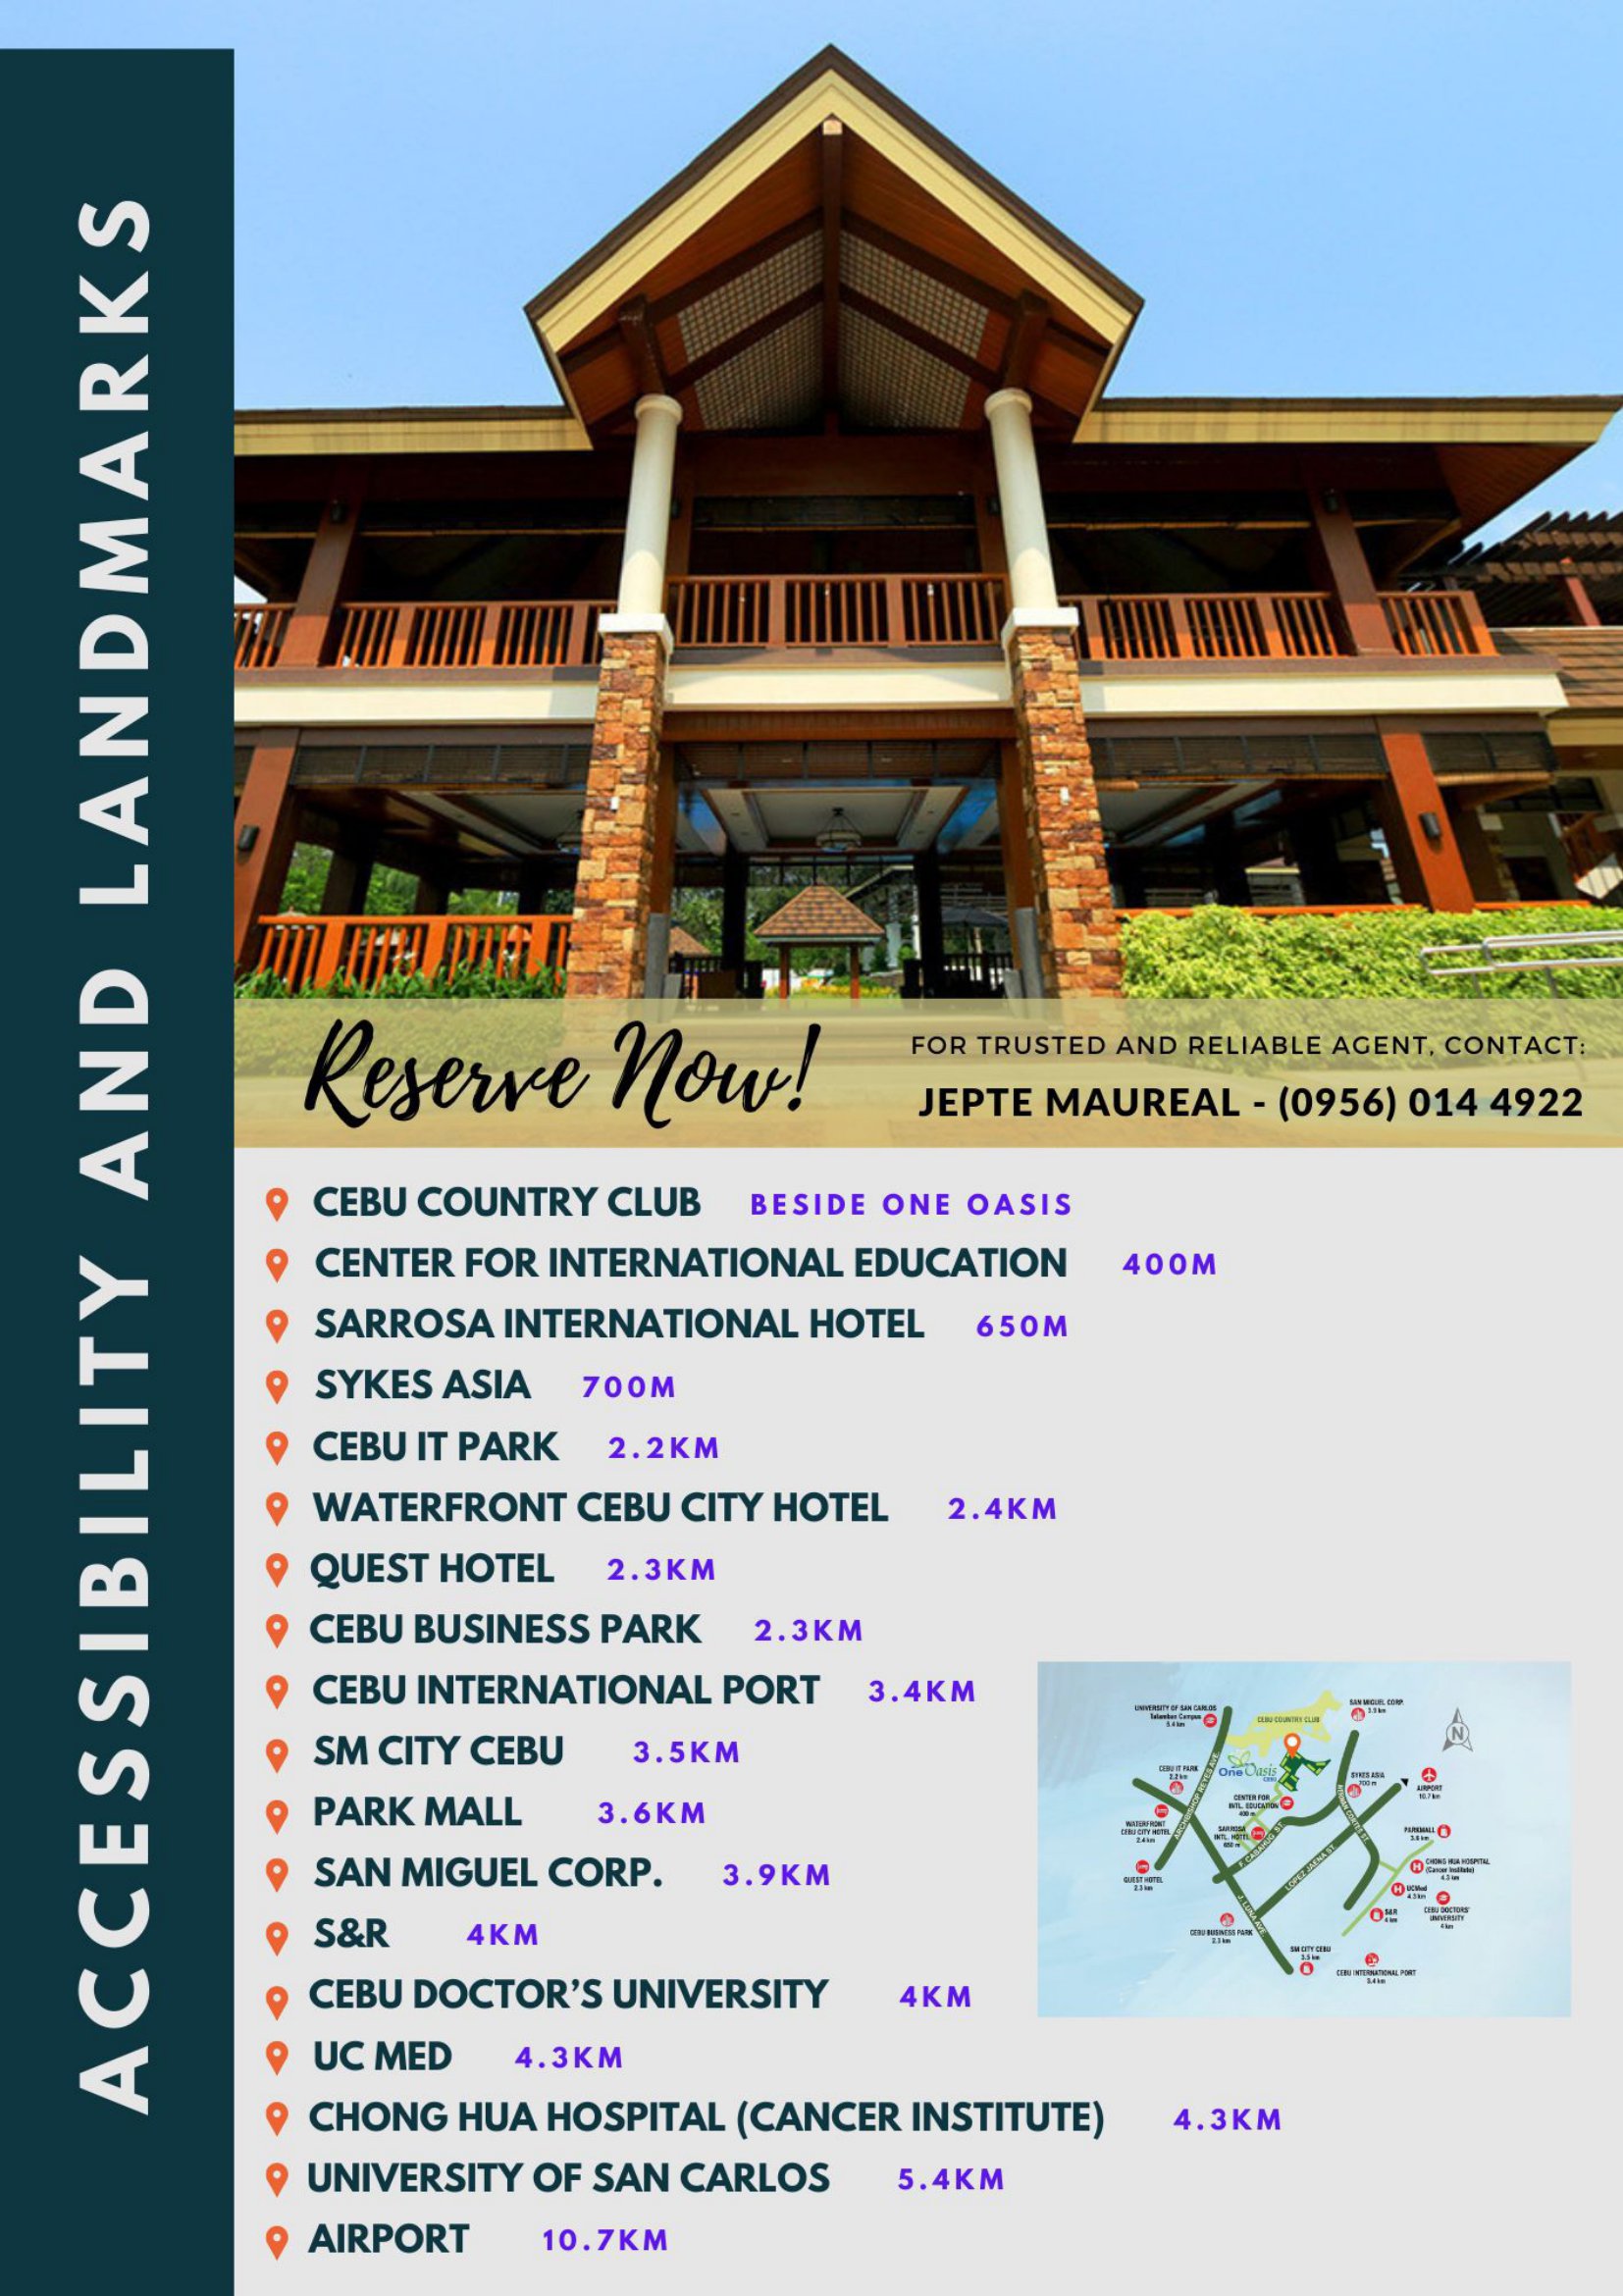 ACCESSIBILITY AND LANDMARKS
Reserve Now!
FOR TRUSTED AND RELIABLE AGENT, CONTACT:
JEPTE MAUREAL - (0956) 014 4922
CEBU COUNTRY CLUB BESIDE ONE OASIS
CENTER FOR INTERNATIONAL EDUCATION 400M
SARROSA INTERNATIONAL HOTEL 650M
SYKES ASIA 700M
CEBU IT PARK 2.2KM
WATERFRONT CEBU CITY HOTEL 2.4KM
QUEST HOTEL 2.3KM
CEBU BUSINESS PARK 2.3KM
CEBU INTERNATIONAL PORT 3.4KM
SM CITY CEBU 3.5KM
PARK MALL 3.6KM
SAN MIGUEL CORP. 3.9KM
S&R 4KM
CEBU DOCTOR'S UNIVERSITY 4KM
UC MED 4.3KM
CHONG HUA HOSPITAL (CANCER INSTITUTE) 4.3KM
UNIVERSITY OF SAN CARLOS 5.4KM
AIRPORT 10.7KM
UNIVERSITY OF SAN CARLOS
Talamban Campus
5.4 km
CEBU COUNTRY CLUB
SAN MIGUEL CORP.
3.9 km
N
CEBU IT PARK
2.2 km
One Oasis
CEBU
SYKES ASIA
700 m
AIRPORT
10.7 km
CENTER FOR
INTL. EDUCATION
400 m
ARCHBISHOP REYES AVE.
WATERFRONT
CEBU CITY HOTEL
2.4 km
SARROSA
INTL. HOTEL
650 m
F. CABAHUG ST.
CORTES ST.
PARKMALL
3.6 km
LOPEZ JAENA ST.
CHONG HUA HOSPITAL
(Cancer Institute)
4.3 km
QUEST HOTEL
2.3 km
UCMed
4.3 km
J. LUNA AVE.
S&R
4 km
CEBU DOCTORS'
UNIVERSITY
4 km
CEBU BUSINESS PARK
2.3 km
SM CITY CEBU
3.5 km
CEBU INTERNATIONAL PORT
3.4 km